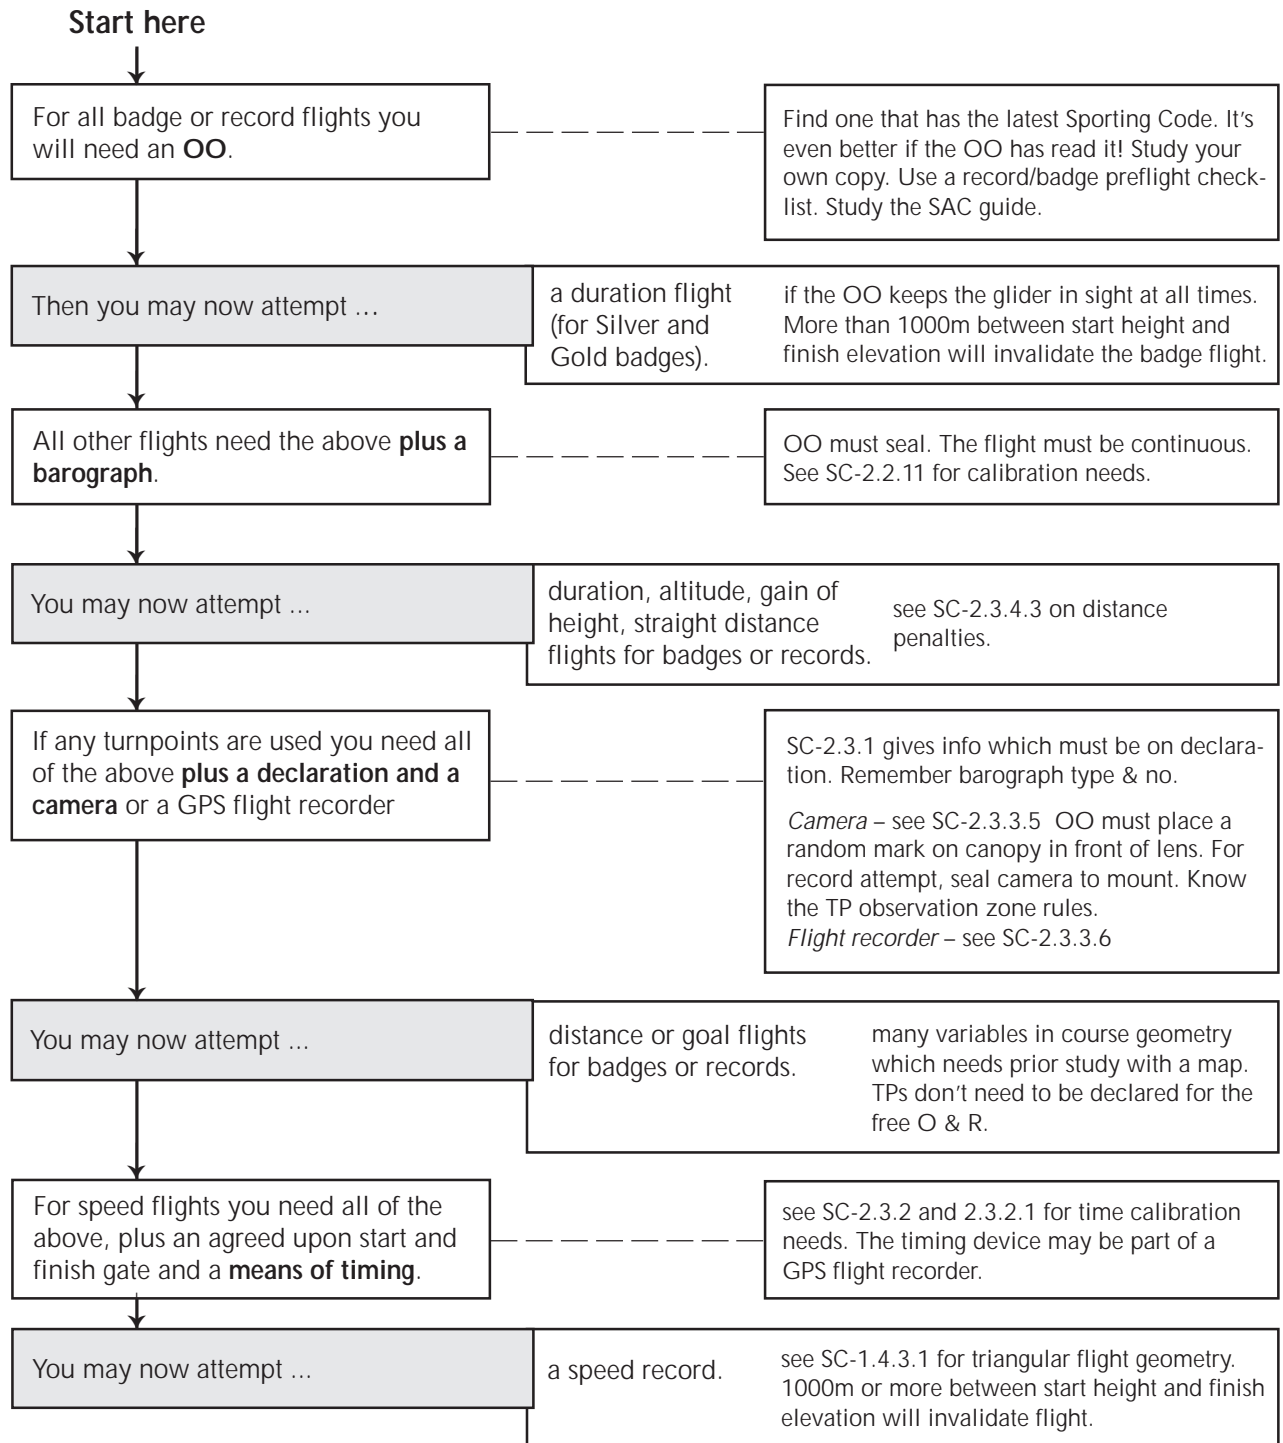 Start here
For all badge or record flights you
will need an OO.
Find one that has the latest Sporting Code. It's
even better if the OO has read it! Study your
own copy. Use a record/badge preflight check-
list. Study the SAC guide.
Then you may now attempt ...
a duration flight
(for Silver and
Gold badges).
if the OO keeps the glider in sight at all times.
More than 1000m between start height and
finish elevation will invalidate the badge flight.
All other flights need the above plus a
barograph.
OO must seal. The flight must be continuous.
See SC-2.2.11 for calibration needs.
You may now attempt ...
duration, altitude, gain of
height, straight distance
flights for badges or records.
see SC-2.3.4.3 on distance
penalties.
If any turnpoints are used you need all
of the above plus a declaration and a
camera or a GPS flight recorder
SC-2.3.1 gives info which must be on declara-
tion. Remember barograph type & no.
Camera – see SC-2.3.3.5 OO must place a
random mark on canopy in front of lens. For
record attempt, seal camera to mount. Know
the TP observation zone rules.
Flight recorder – see SC-2.3.3.6
You may now attempt ...
distance or goal flights
for badges or records.
many variables in course geometry
which needs prior study with a map.
TPs don't need to be declared for the
free O & R.
For speed flights you need all of the
above, plus an agreed upon start and
finish gate and a means of timing.
see SC-2.3.2 and 2.3.2.1 for time calibration
needs. The timing device may be part of a
GPS flight recorder.
You may now attempt ...
a speed record.
see SC-1.4.3.1 for triangular flight geometry.
1000m or more between start height and finish
elevation will invalidate flight.